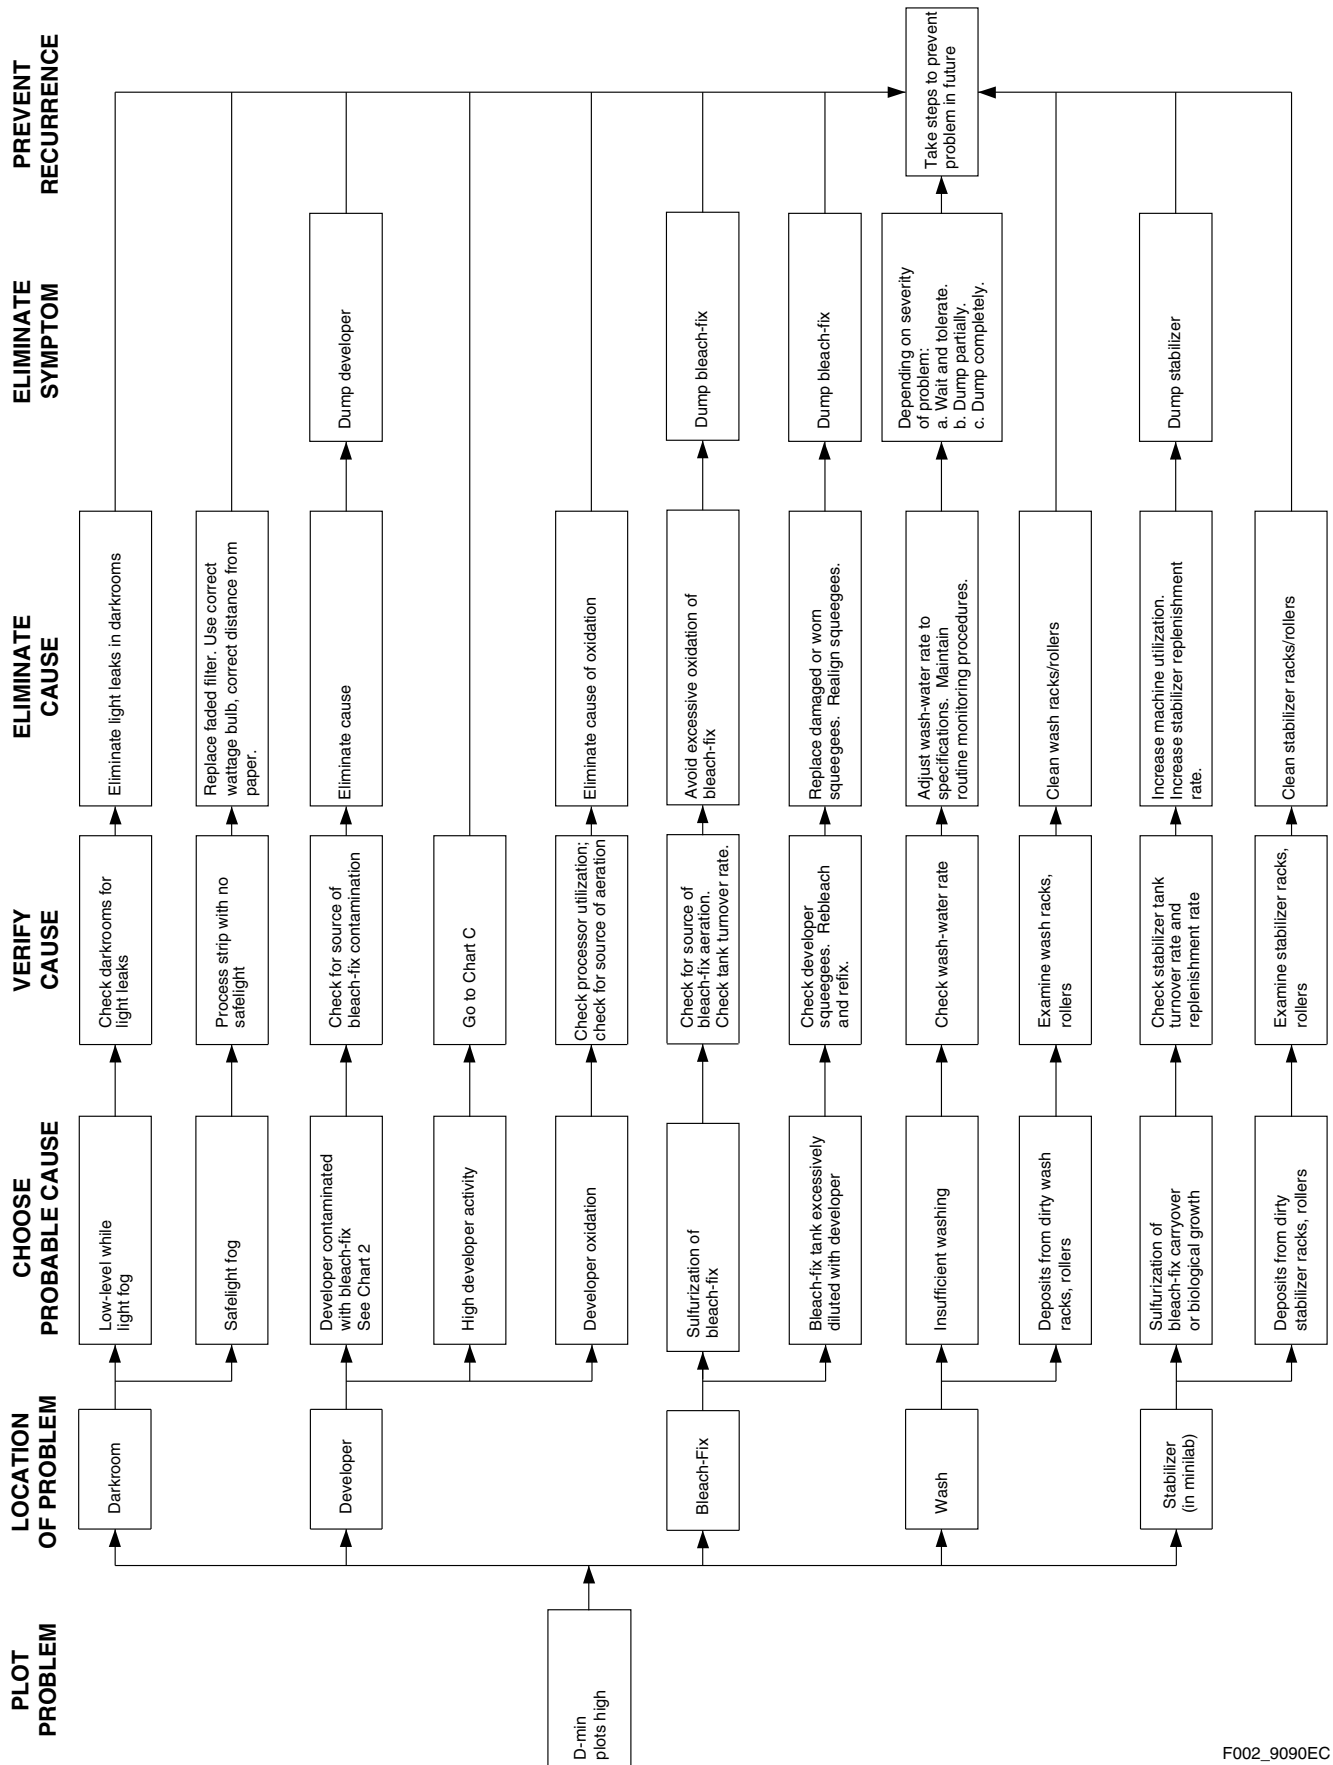 PLOT
PROBLEM
LOCATION
OF PROBLEM
CHOOSE
PROBABLE CAUSE
VERIFY
CAUSE
ELIMINATE
CAUSE
ELIMINATE
SYMPTOM
PREVENT
RECURRENCE
D-min
plots high
Darkroom
Low-level while
light fog
Check darkrooms for
light leaks
Eliminate light leaks in darkrooms
Safelight fog
Process strip with no
safelight
Replace faded filter. Use correct
wattage bulb, correct distance from
paper.
Developer
Developer contaminated
with bleach-fix
See Chart 2
Check for source of
bleach-fix contamination
Eliminate cause
Dump developer
High developer activity
Go to Chart C
Developer oxidation
Check processor utilization;
check for source of aeration
Eliminate cause of oxidation
Bleach-Fix
Sulfurization of
bleach-fix
Check for source of
bleach-fix aeration.
Check tank turnover rate.
Avoid excessive oxidation of
bleach-fix
Dump bleach-fix
Bleach-fix tank excessively
diluted with developer
Check developer
squeegees. Rebleach
and refix.
Replace damaged or worn
squeegees. Realign squeegees.
Dump bleach-fix
Wash
Insufficient washing
Check wash-water rate
Adjust wash-water rate to
specifications. Maintain
routine monitoring procedures.
Depending on severity
of problem:
a. Wait and tolerate.
b. Dump partially.
c. Dump completely.
Take steps to prevent
problem in future
Deposits from dirty wash
racks, rollers
Examine wash racks,
rollers
Clean wash racks/rollers
Stabilizer
(in minilab)
Sulfurization of
bleach-fix carryover
or biological growth
Check stabilizer tank
turnover rate and
replenishment rate
Increase machine utilization.
Increase stabilizer replenishment
rate.
Dump stabilizer
Deposits from dirty
stabilizer racks, rollers
Examine stabilizer racks,
rollers
Clean stabilizer racks/rollers
F002_9090EC